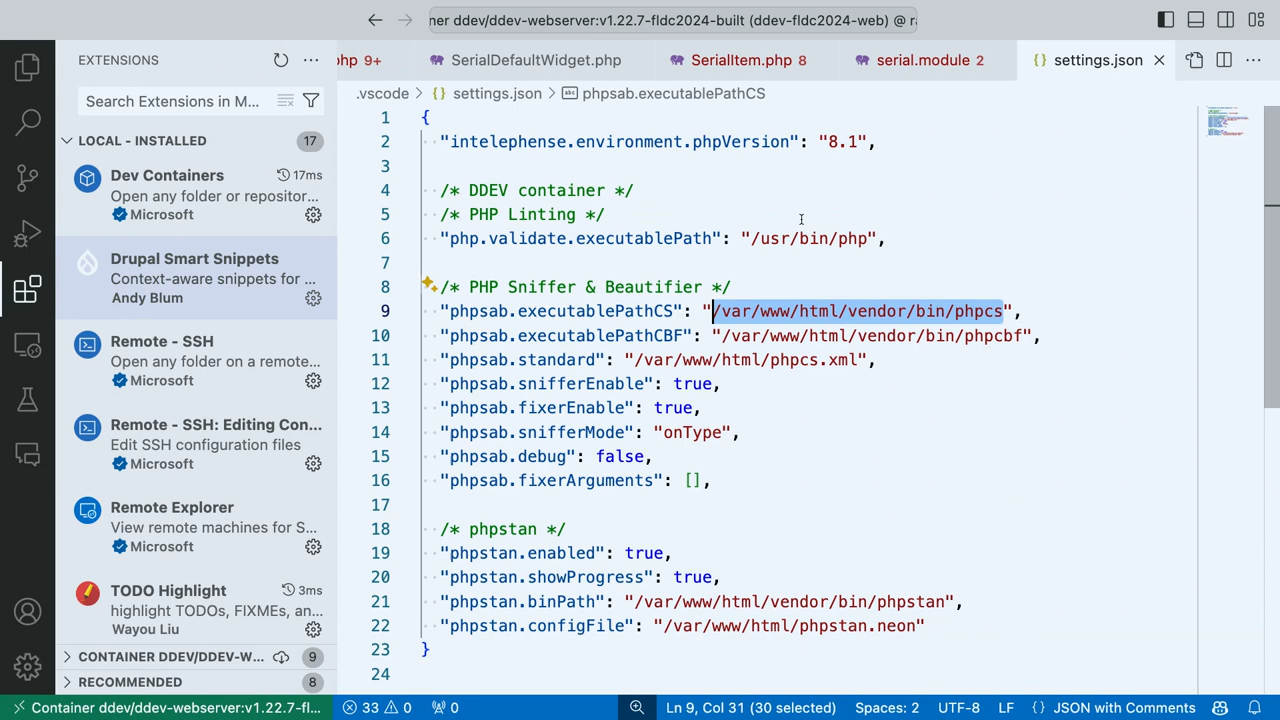 ner ddev/ddev-webserver:v1.22.7-fldc2024-built (ddev-fldc2024-web) @ r
EXTENSIONS
Search Extensions in M...
LOCAL - INSTALLED 17
Dev Containers 17ms
Open any folder or repositor...
Microsoft
Drupal Smart Snippets
Context-aware snippets for ...
Andy Blum
Remote - SSH
Open any folder on a remote...
Microsoft
Remote - SSH: Editing Con...
Edit SSH configuration files
Microsoft
Remote Explorer
View remote machines for S...
Microsoft
TODO Highlight 3ms
highlight TODOs, FIXMEs, an...
Wayou Liu
CONTAINER DDEV/DDEV-W... 9
RECOMMENDED 8
php 9+ SerialDefaultWidget.php SerialItem.php 8 serial.module 2 {} settings.json
.vscode > {} settings.json > phpsab.executablePathCS
1 {
2 "intelephense.environment.phpVersion": "8.1",
3
4 /* DDEV container */
5 /* PHP Linting */
6 "php.validate.executablePath": "/usr/bin/php",
7
8 /* PHP Sniffer & Beautifier */
9 "phpsab.executablePathCS": "/var/www/html/vendor/bin/phpcs",
10 "phpsab.executablePathCBF": "/var/www/html/vendor/bin/phpcbf",
11 "phpsab.standard": "/var/www/html/phpcs.xml",
12 "phpsab.snifferEnable": true,
13 "phpsab.fixerEnable": true,
14 "phpsab.snifferMode": "onType",
15 "phpsab.debug": false,
16 "phpsab.fixerArguments": [],
17
18 /* phpstan */
19 "phpstan.enabled": true,
20 "phpstan.showProgress": true,
21 "phpstan.binPath": "/var/www/html/vendor/bin/phpstan",
22 "phpstan.configFile": "/var/www/html/phpstan.neon"
23 }
24
Container ddev/ddev-webserver:v1.22.7-fl... 33 0 0 Ln 9, Col 31 (30 selected) Spaces: 2 UTF-8 LF {} JSON with Comments